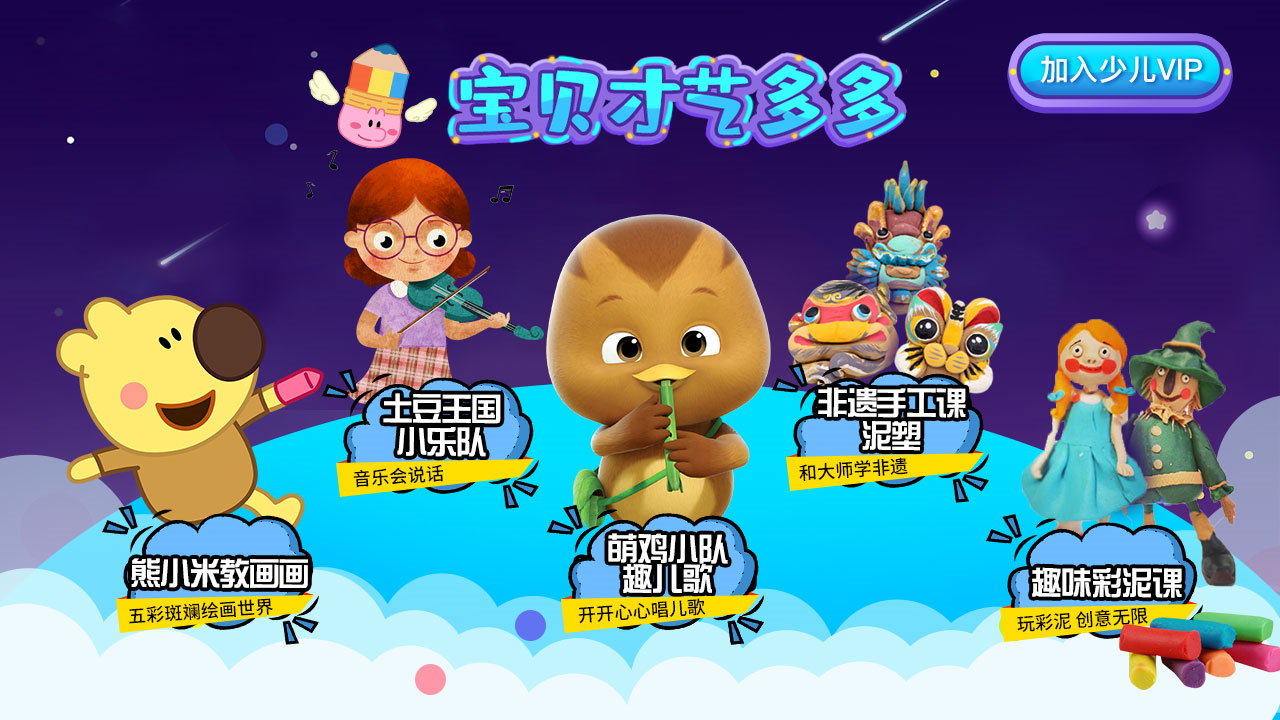 宝贝才艺多多
加入少儿VIP
土豆王国
小乐队
音乐会说话
非遗手工课
泥塑
和大师学非遗
熊小米教画画
五彩斑斓绘画世界
萌鸡小队
趣儿歌
开开心心唱儿歌
趣味彩泥课
玩彩泥 创意无限